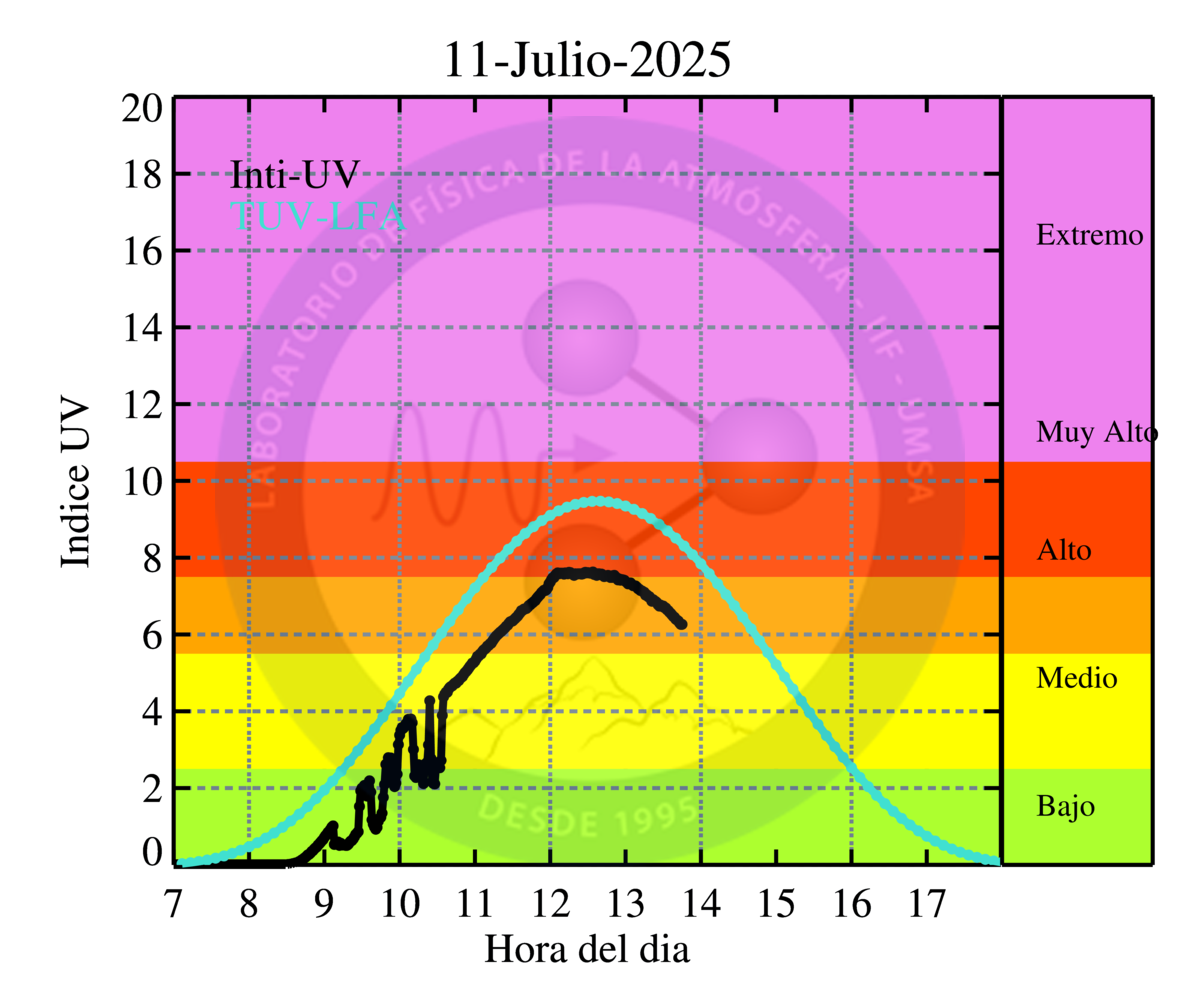 11-Julio-2025
20
18
16
14
12
10
8
6
4
2
0
Indice UV
Inti-UV
TUV-LFA
LABORATORIO DE FÍSICA DE LA ATMÓSFERA - IIF - UMSA
DESDE 1995
Extremo
Muy Alto
Alto
Medio
Bajo
7 8 9 10 11 12 13 14 15 16 17
Hora del dia